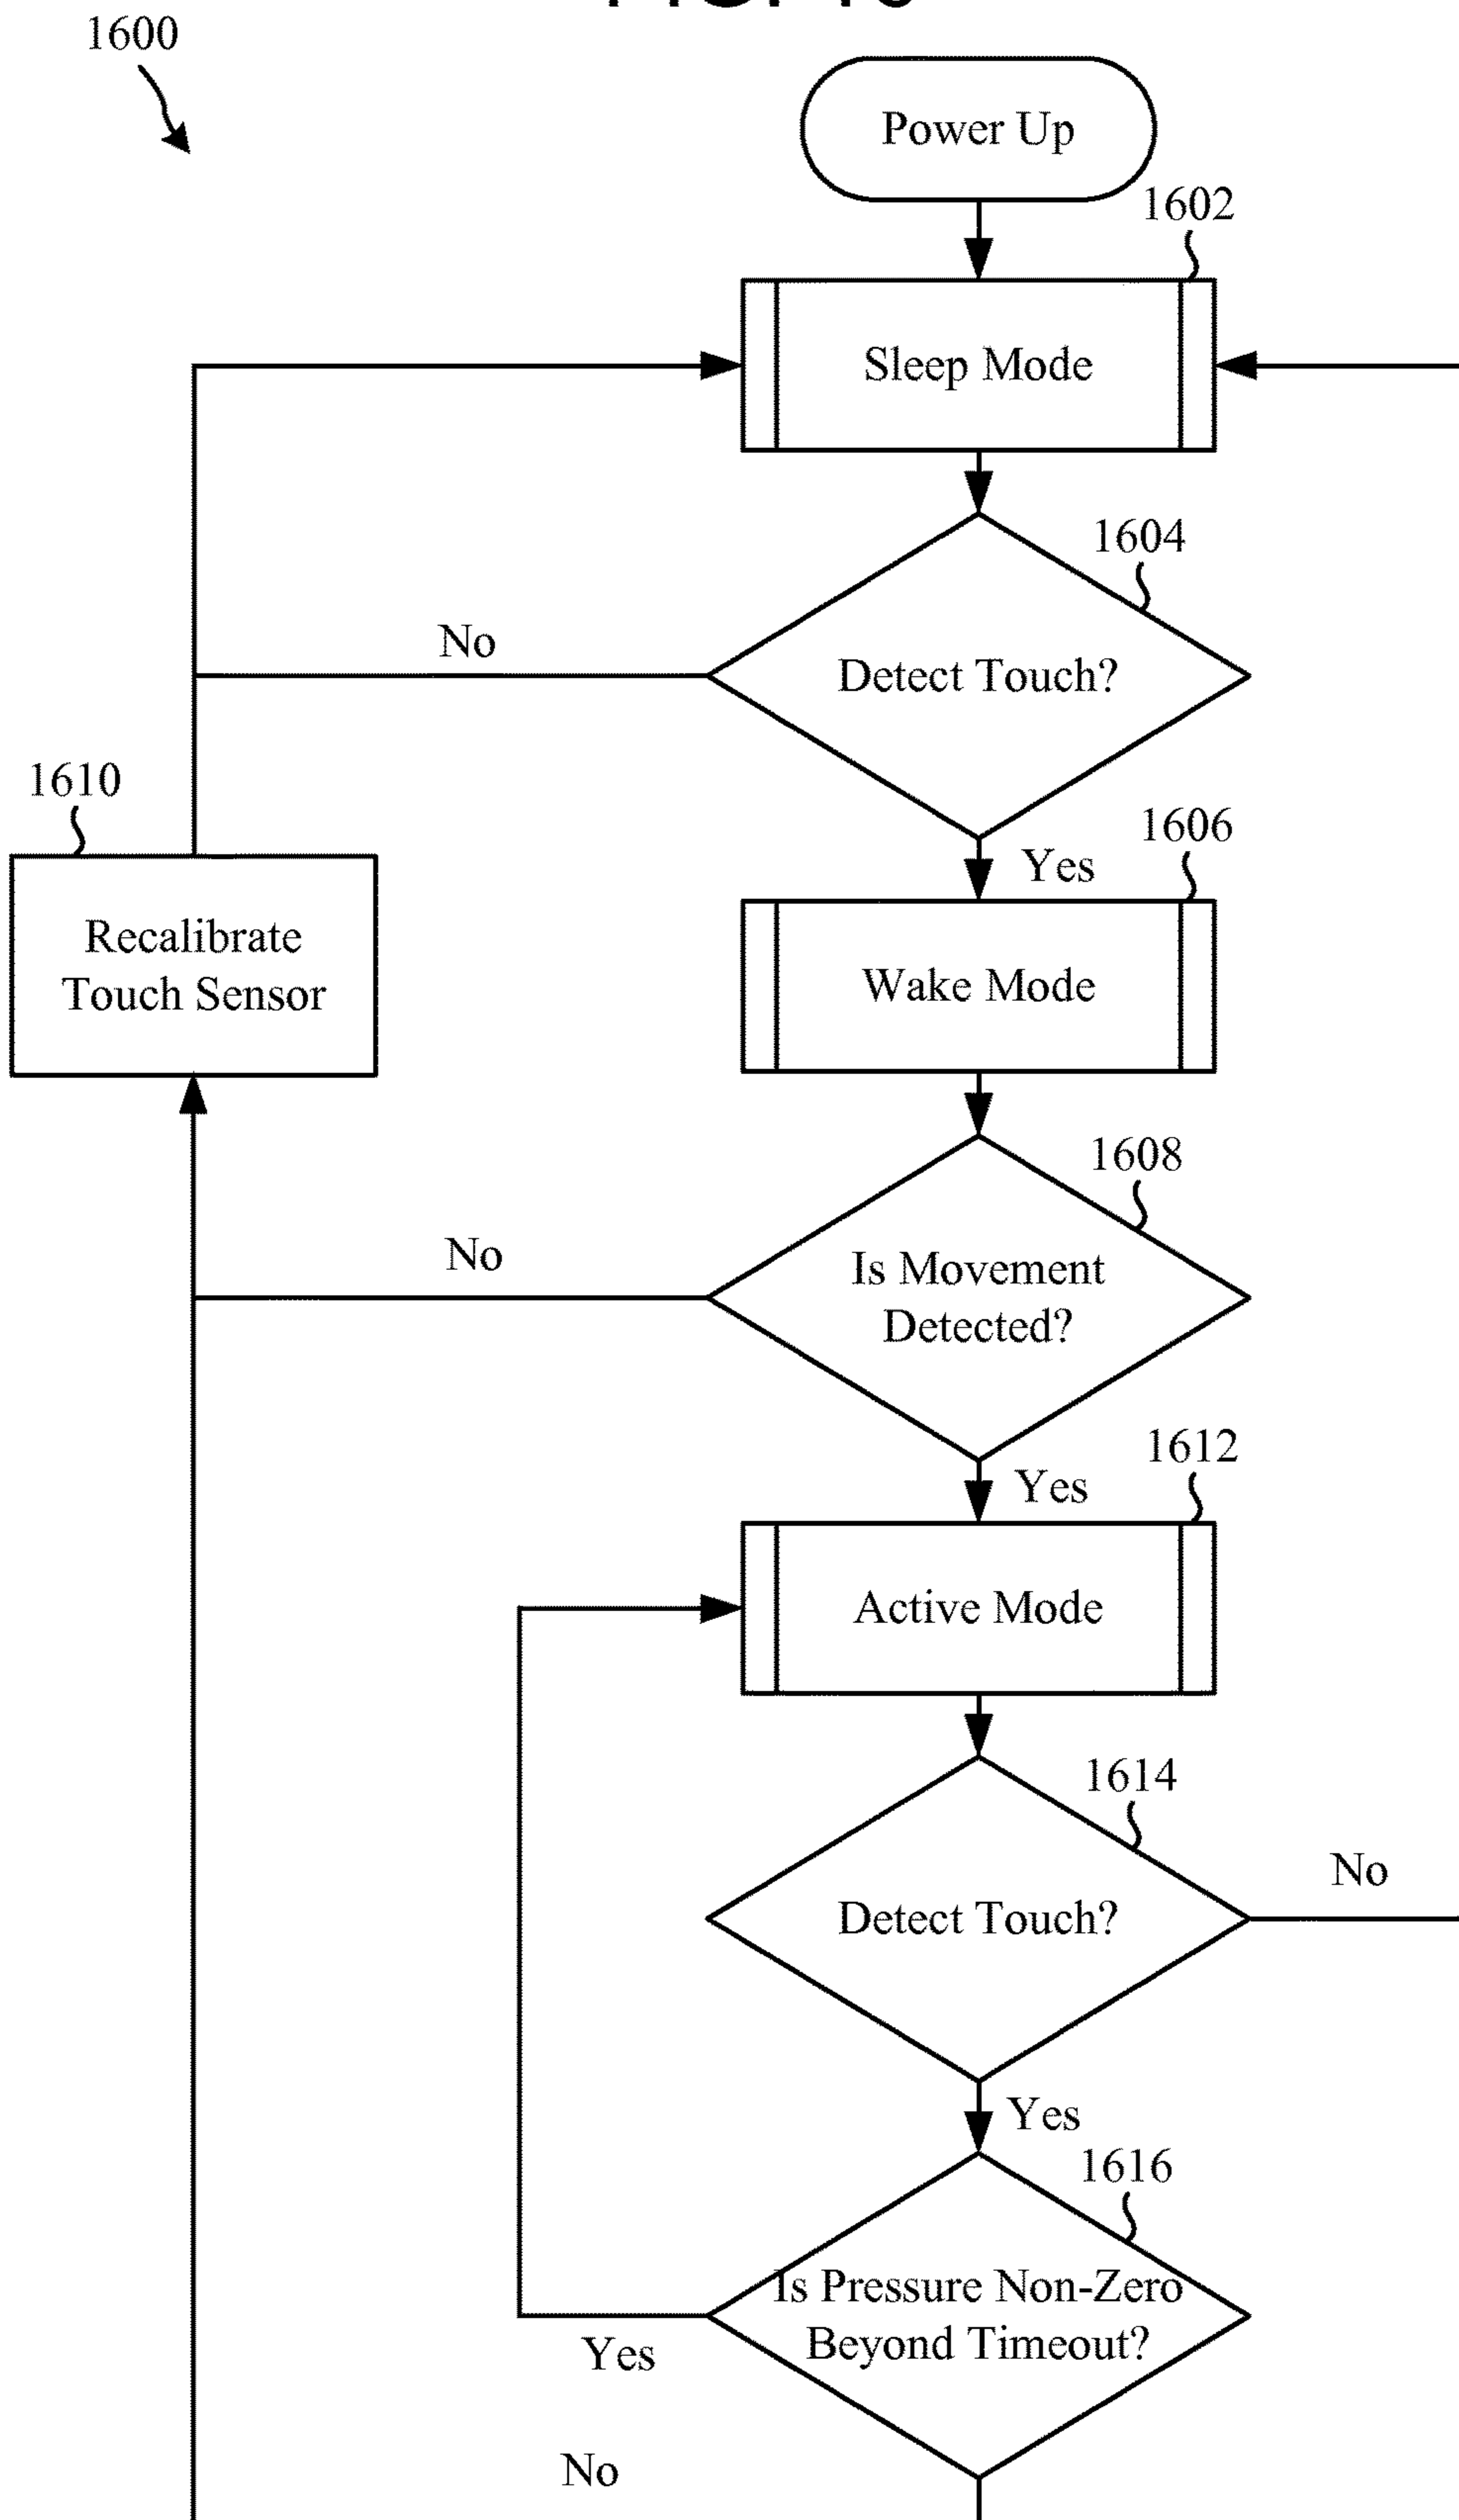 1600
Power Up
1602
Sleep Mode
1604
No
Detect Touch?
1610
1606
Yes
Recalibrate
Touch Sensor
Wake Mode
1608
No
Is Movement
Detected?
1612
Yes
Active Mode
1614
No
Detect Touch?
Yes
1616
Is Pressure Non-Zero
Beyond Timeout?
Yes
No